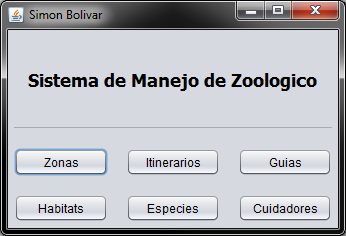 Simon Bolivar
Sistema de Manejo de Zoologico
Zonas Itinerarios Guias
Habitats Especies Cuidadores